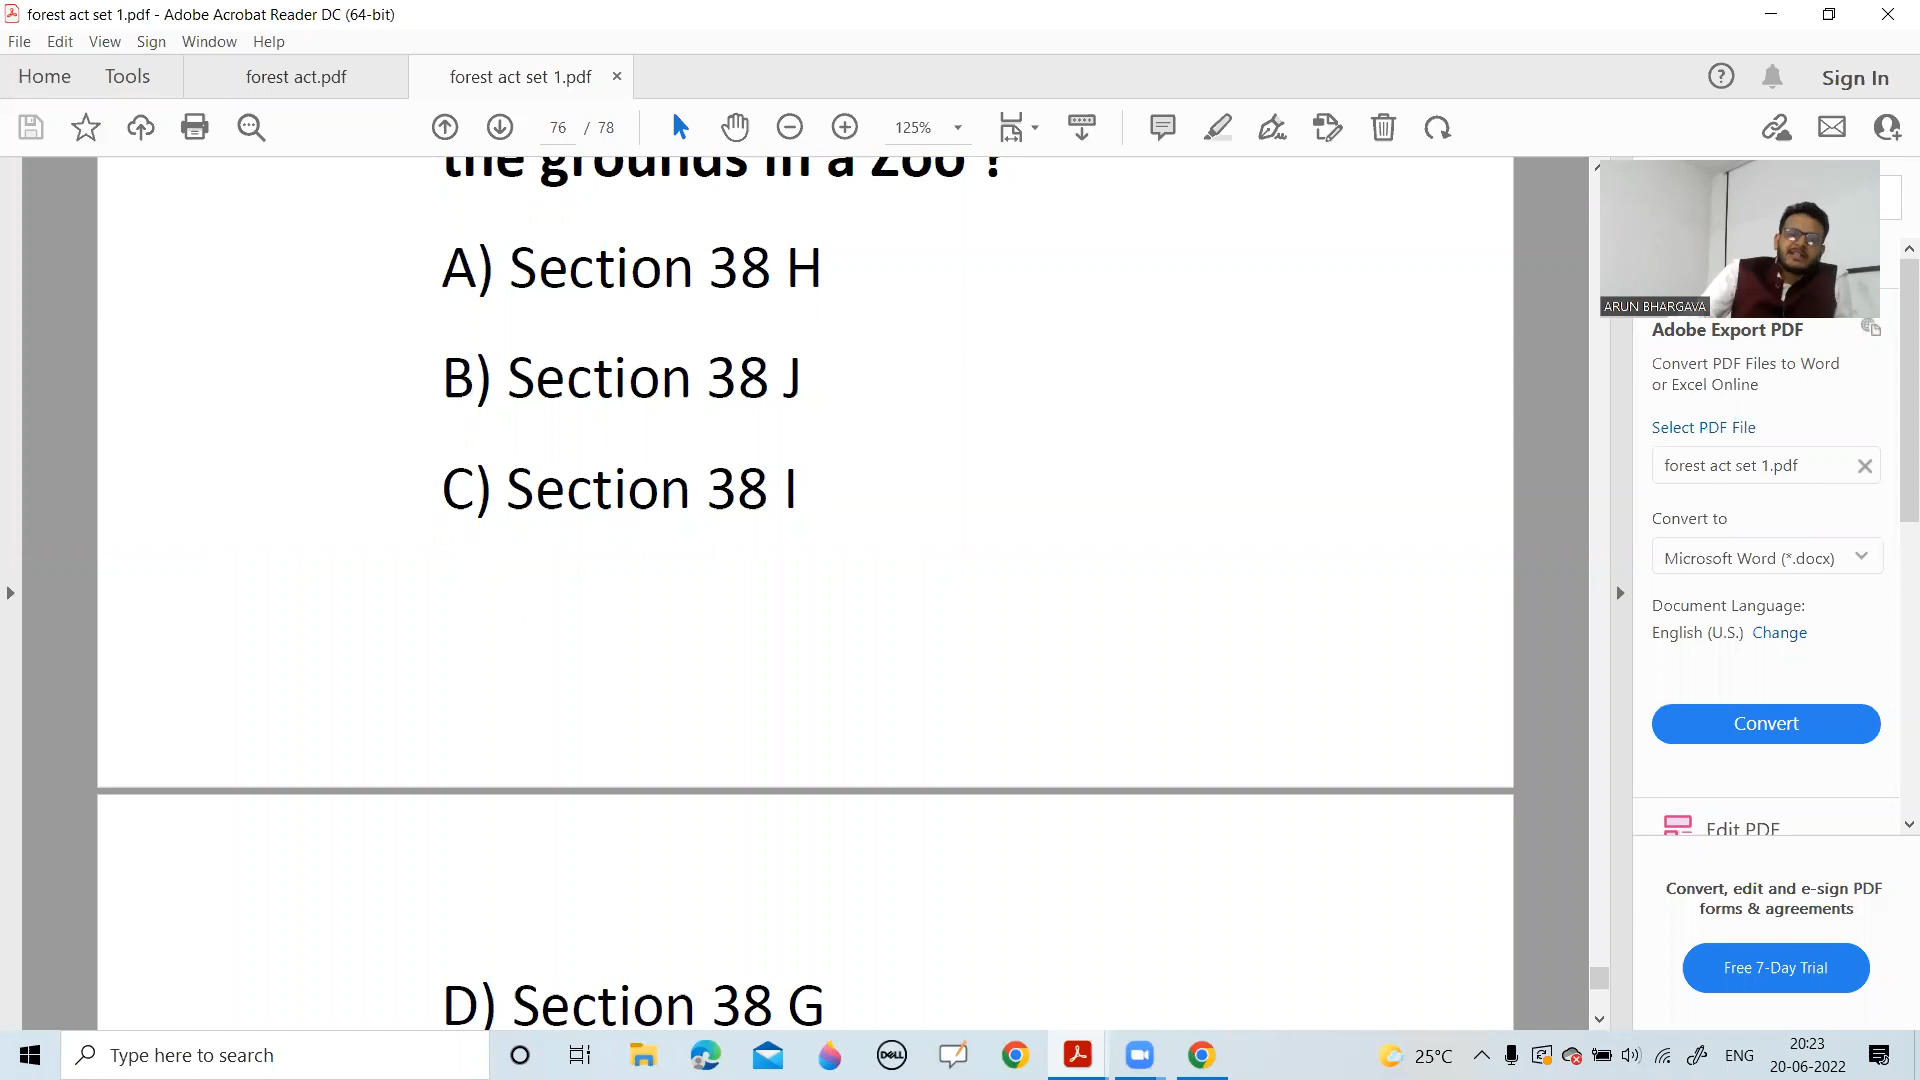 forest act set 1.pdf - Adobe Acrobat Reader DC (64-bit)
File Edit View Sign Window Help
Home Tools forest act.pdf forest act set 1.pdf ×
Sign In
76 / 78 125%
the grounds in a Zoo ?
A) Section 38 H
B) Section 38 J
C) Section 38 I
D) Section 38 G
ARUN BHARGAVA
Adobe Export PDF
Convert PDF Files to Word
or Excel Online
Select PDF File
forest act set 1.pdf
Convert to
Microsoft Word (*.docx)
Document Language:
English (U.S.) Change
Convert
Edit PDF
Convert, edit and e-sign PDF
forms & agreements
Free 7-Day Trial
Type here to search
DELL
25°C
ENG
20:23
20-06-2022